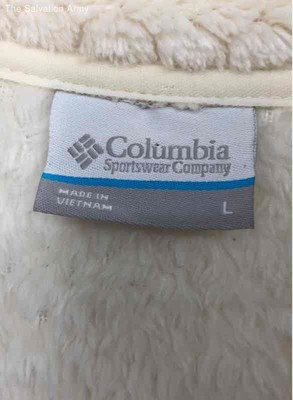 The Salvation Army
Columbia
Sportswear Company
MADE IN
VIETNAM
L